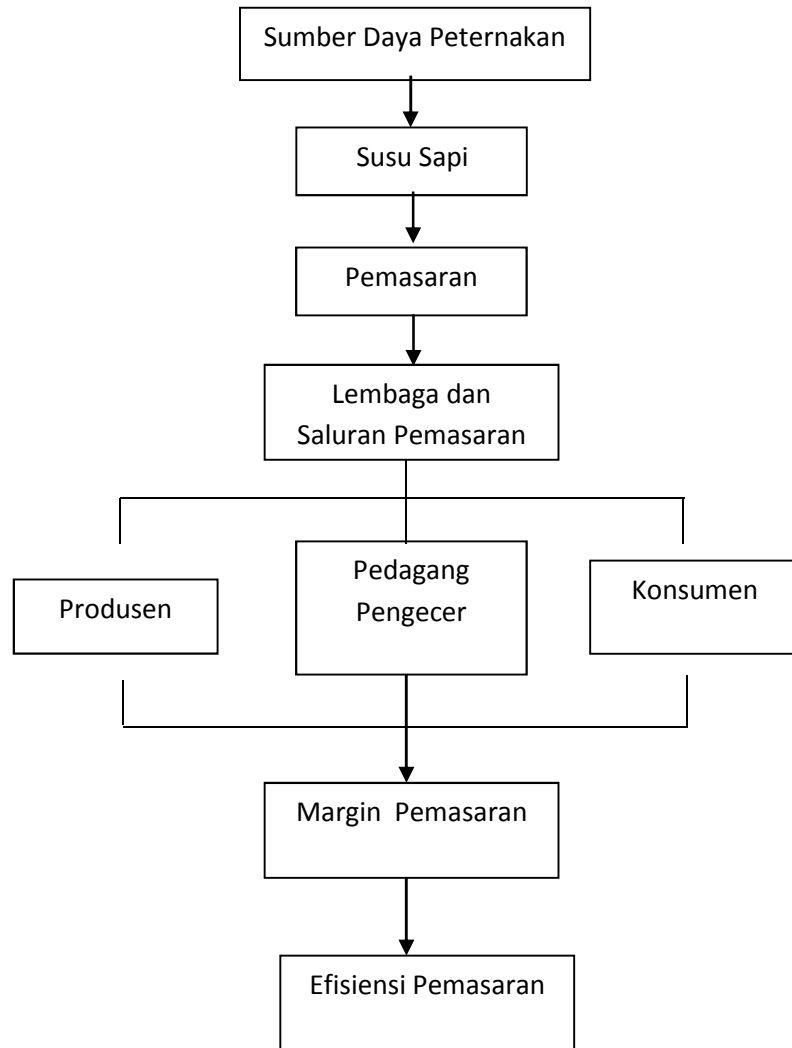 Sumber Daya Peternakan
Susu Sapi
Pemasaran
Lembaga dan
Saluran Pemasaran
Produsen
Pedagang
Pengecer
Konsumen
Margin  Pemasaran
Efisiensi Pemasaran